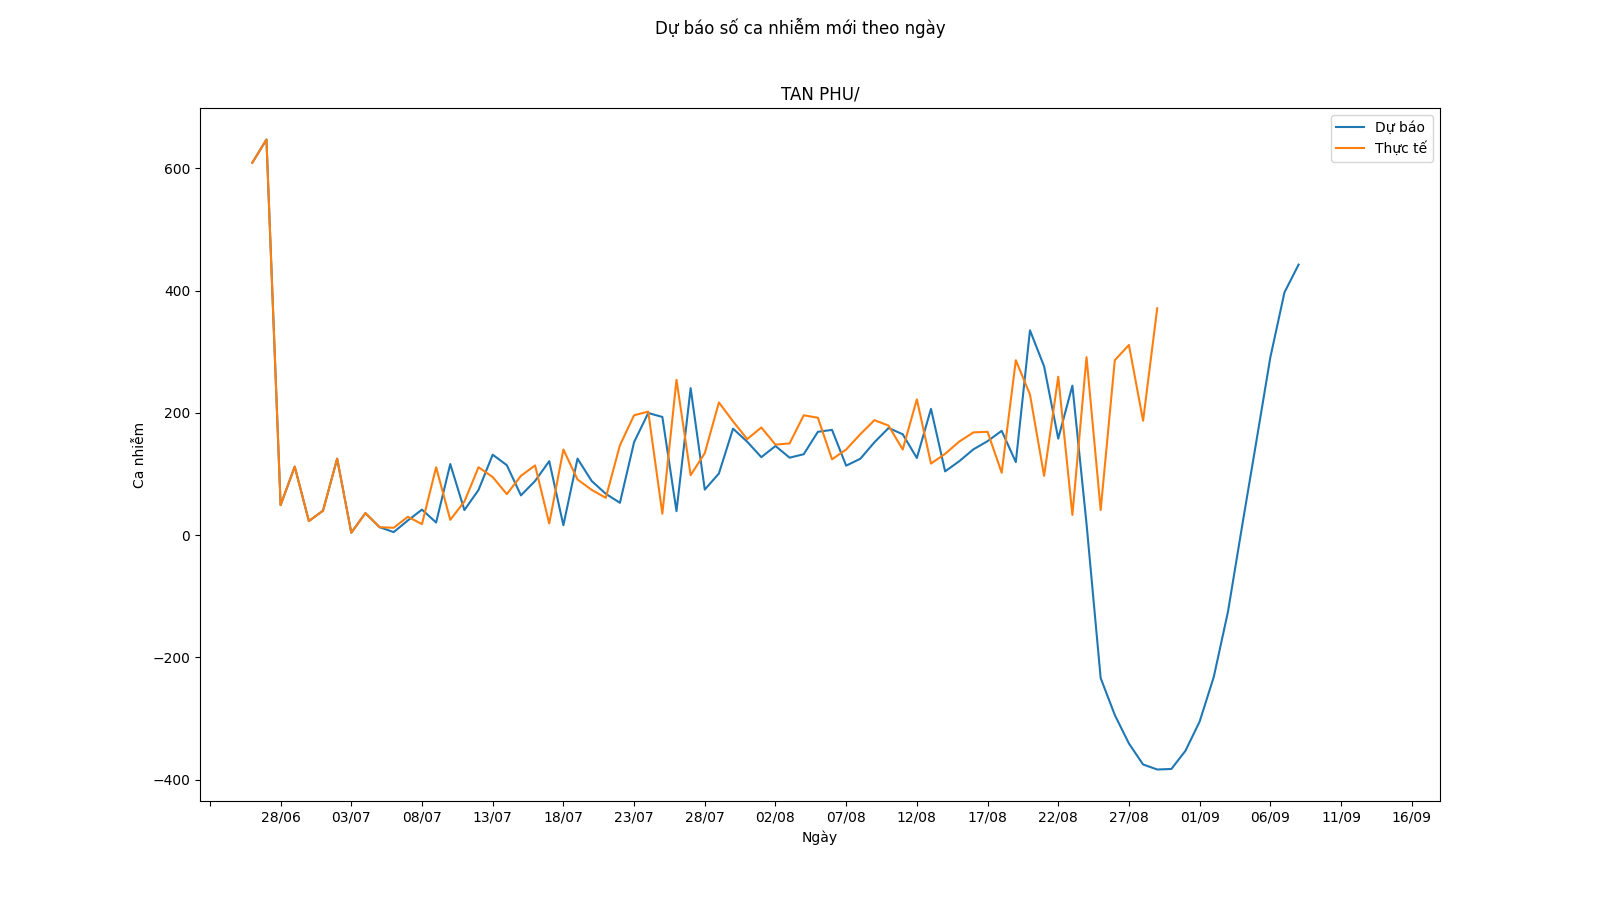 Dự báo số ca nhiễm mới theo ngày
TAN PHU/
Dự báo
Thực tế
600
400
200
0
−200
−400
Ca nhiễm
28/06 03/07 08/07 13/07 18/07 23/07 28/07 02/08 07/08 12/08 17/08 22/08 27/08 01/09 06/09 11/09 16/09
Ngày